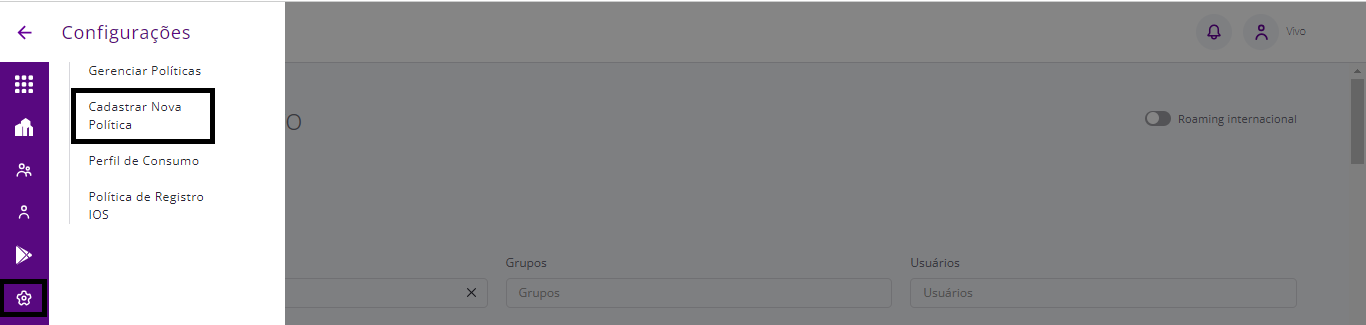 Configurações
Vivo
Gerenciar Políticas
Cadastrar Nova
Política
Roaming internacional
Perfil de Consumo
Política de Registro
IOS
Grupos
Usuários
Grupos
Usuários